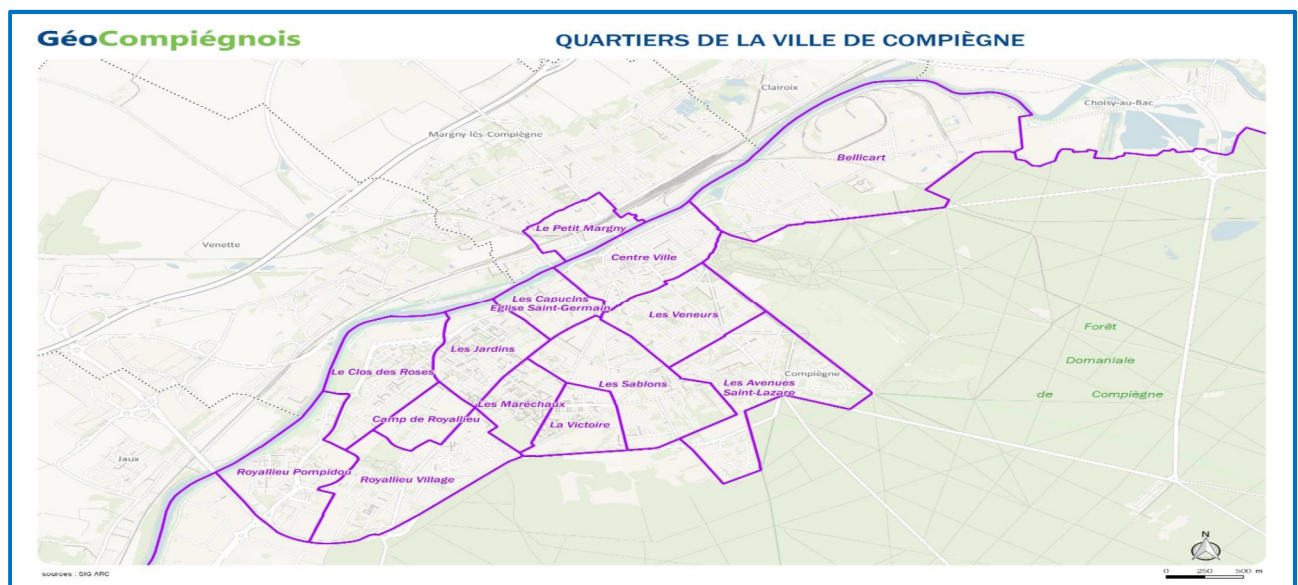 GéoCompiégnois
QUARTIERS DE LA VILLE DE COMPIÈGNE
Clairoix
Choisy-au-Bac
Margny-lès-Compiègne
Bellicart
Le Petit Margny
Venette
Centre Ville
Les Capucins
Eglise Saint-Germain
Les Veneurs
Forêt
Les Jardins
Domaniale
Le Clos des Roses
Compiègne
Les Sablons
Les Avenues
Saint-Lazare
de Compiègne
Les Maréchaux
Camp de Royallieu
La Victoire
Jaux
Royallieu Pompidou
Royallieu Village
N
sources : SIG ARC
0 250 500 m